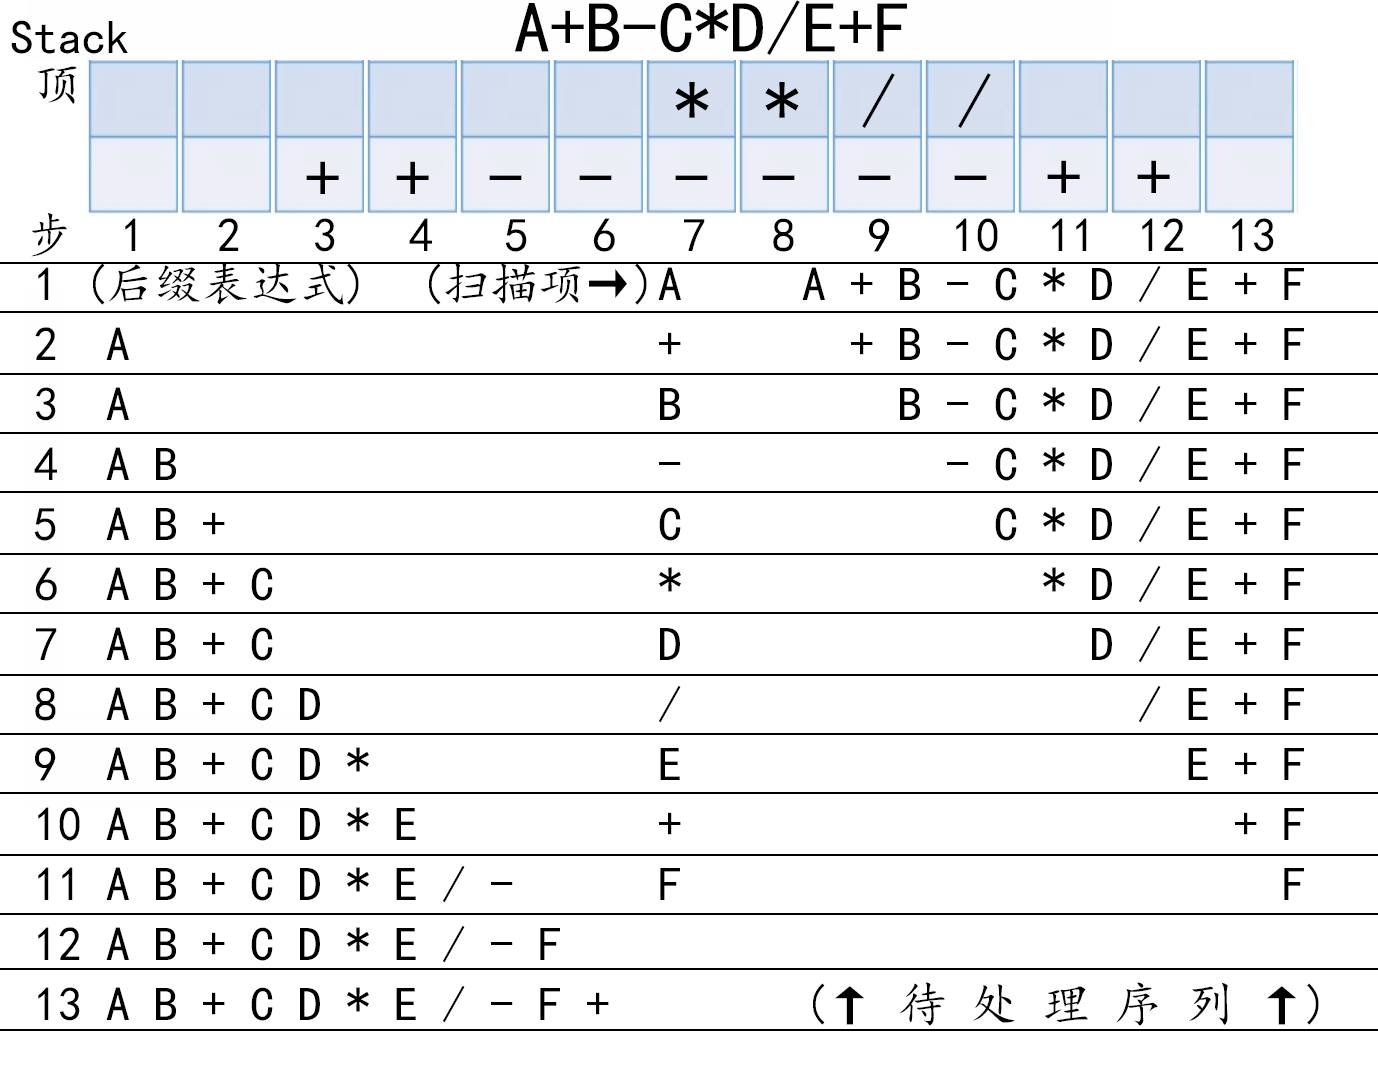 A+B-C*D/E+F
Stack
顶 * * / /
+ + - - - - - - + +
步 1 2 3 4 5 6 7 8 9 10 11 12 13
1 (后缀表达式) (扫描项→) A A + B - C * D / E + F
2 A + + B - C * D / E + F
3 A B B - C * D / E + F
4 A B - - C * D / E + F
5 A B + C C * D / E + F
6 A B + C * * D / E + F
7 A B + C D D / E + F
8 A B + C D / / E + F
9 A B + C D * E E + F
10 A B + C D * E + + F
11 A B + C D * E / - F F
12 A B + C D * E / - F
13 A B + C D * E / - F + (↑ 待 处 理 序 列 ↑)